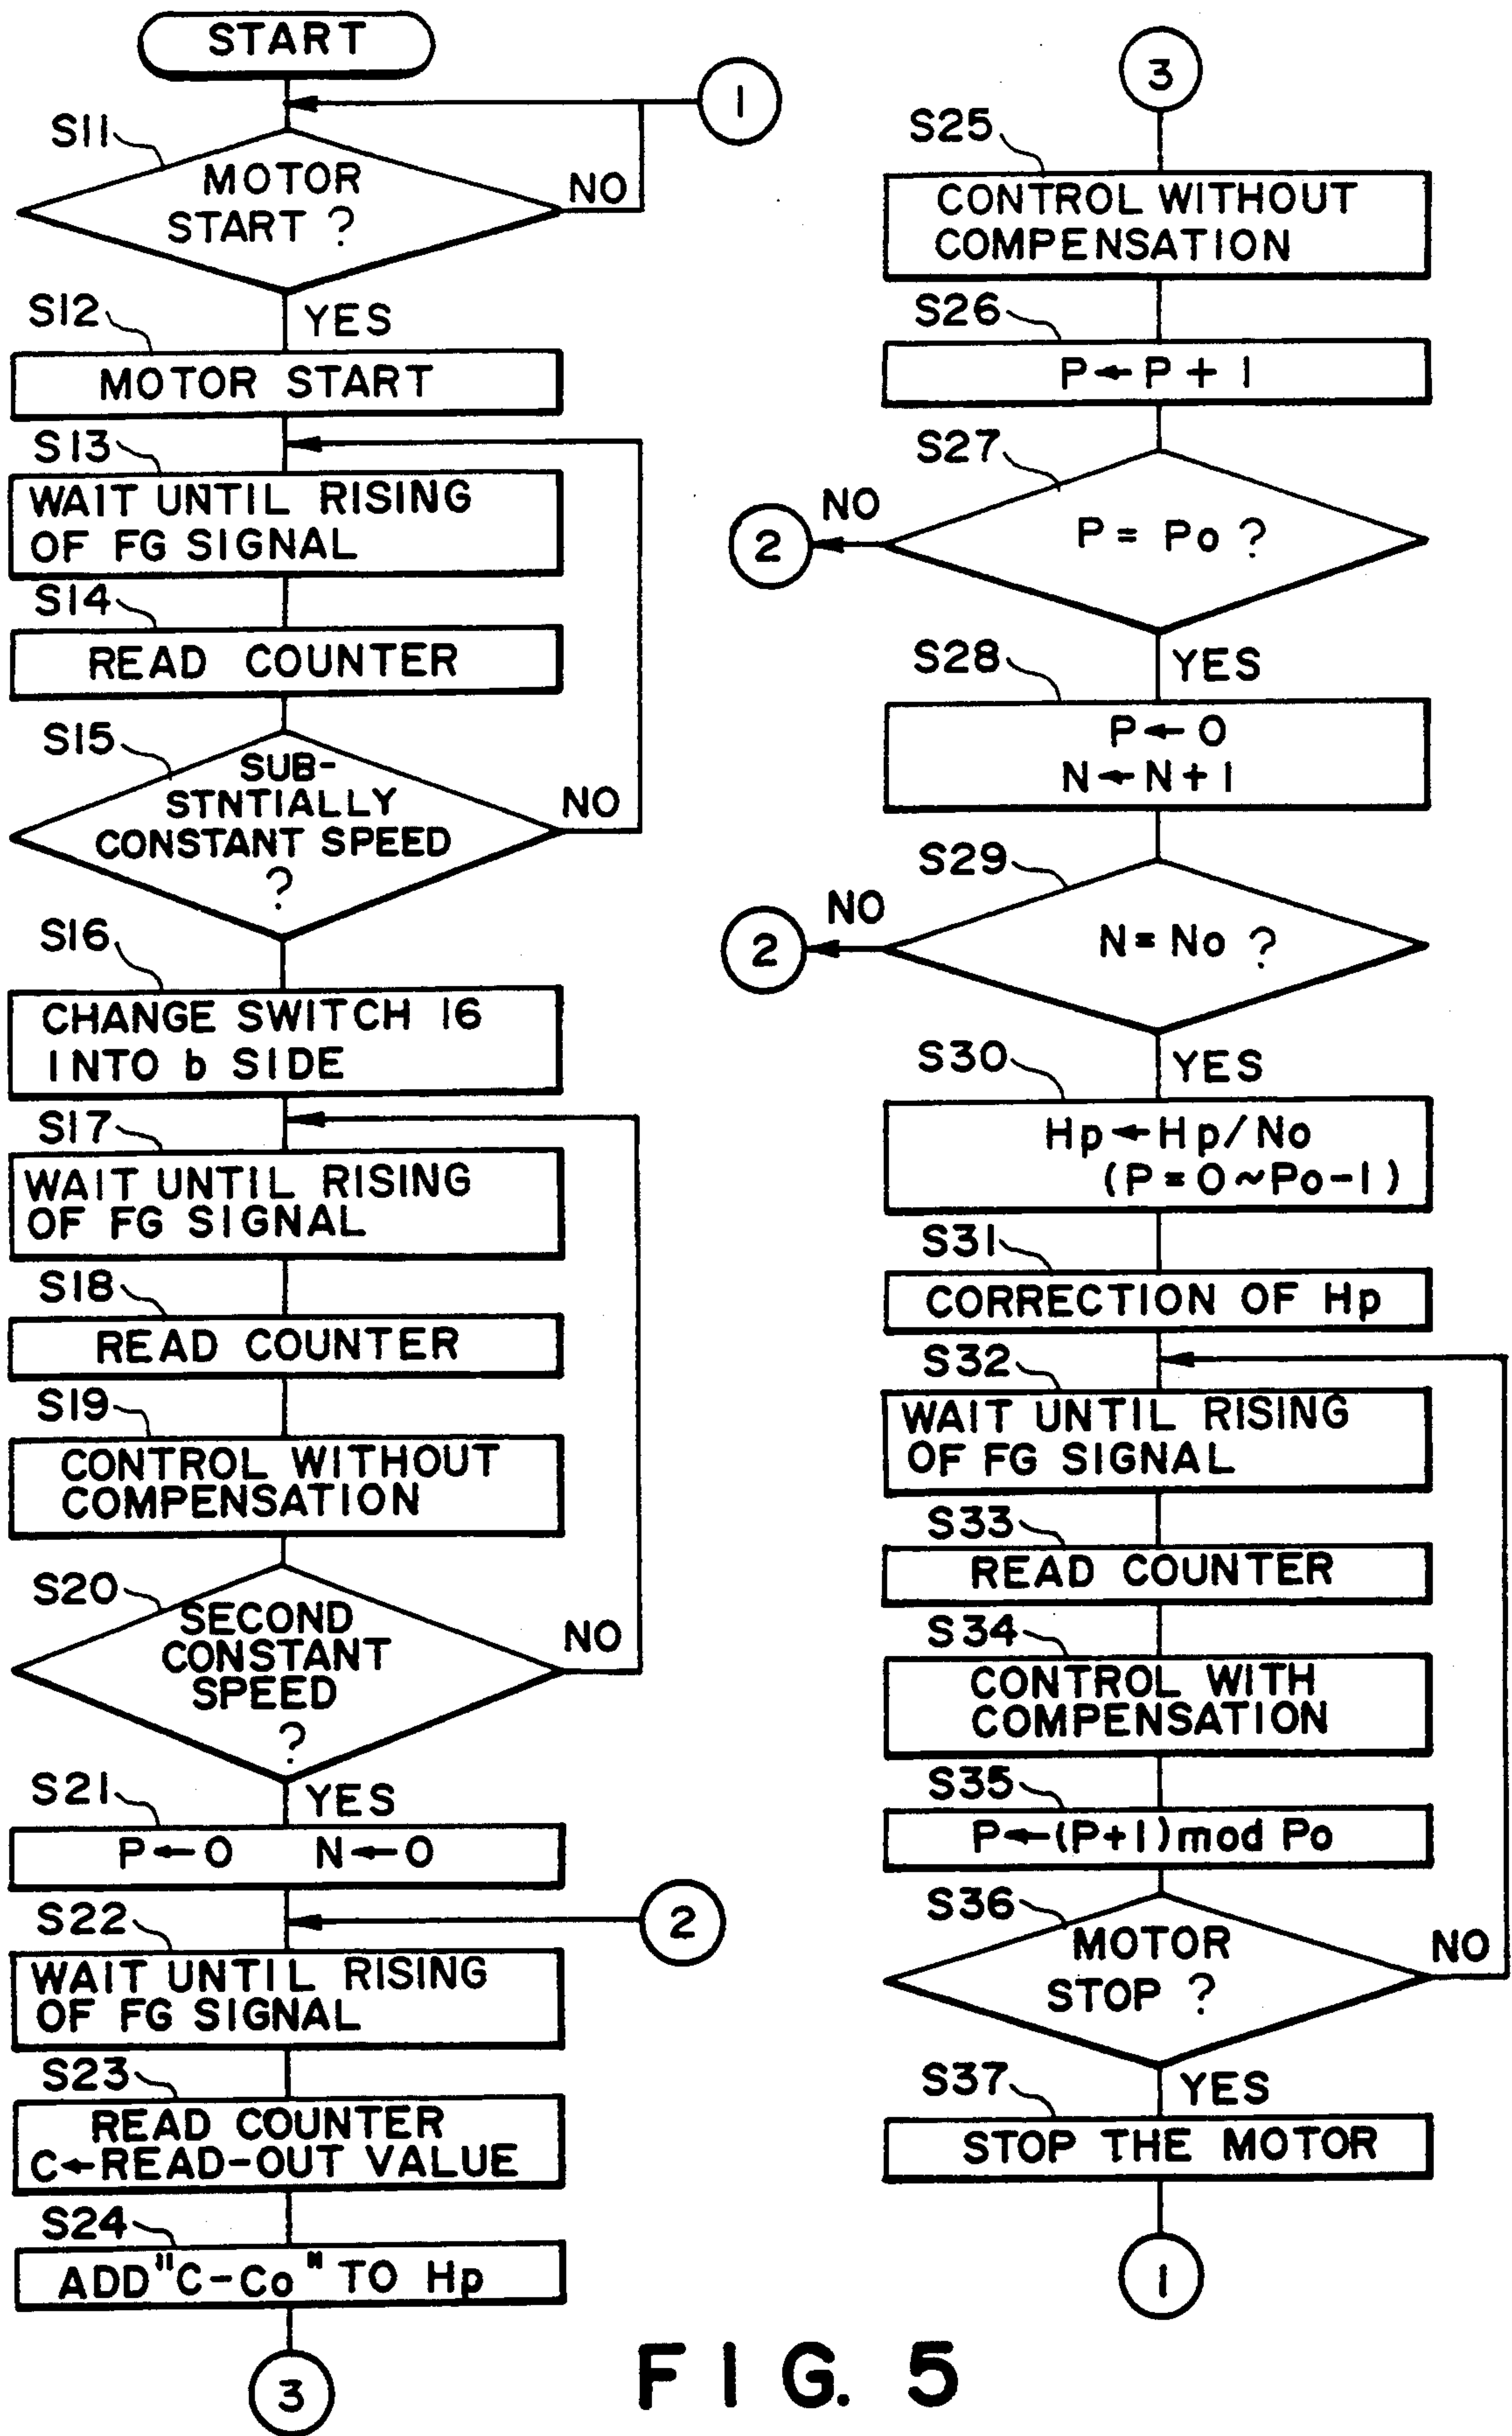 START
1
S11
MOTOR
START ?
NO
YES
S12
MOTOR START
S13
WAIT UNTIL RISING
OF FG SIGNAL
S14
READ COUNTER
S15
SUB-
STNTIALLY
CONSTANT SPEED
?
NO
S16
CHANGE SWITCH 16
INTO b SIDE
S17
WAIT UNTIL RISING
OF FG SIGNAL
S18
READ COUNTER
S19
CONTROL WITHOUT
COMPENSATION
S20
SECOND
CONSTANT
SPEED
?
NO
YES
S21
P←0 N←0
2
S22
WAIT UNTIL RISING
OF FG SIGNAL
S23
READ COUNTER
C←READ-OUT VALUE
S24
ADD "C-Co" TO Hp
3
3
S25
CONTROL WITHOUT
COMPENSATION
S26
P←P + 1
S27
P = Po ?
NO
2
YES
S28
P←0
N←N+1
S29
N=No ?
NO
2
YES
S30
Hp←Hp/No
(P=0~Po-1)
S31
CORRECTION OF Hp
S32
WAIT UNTIL RISING
OF FG SIGNAL
S33
READ COUNTER
S34
CONTROL WITH
COMPENSATION
S35
P←(P+1)mod Po
S36
MOTOR
STOP ?
NO
YES
S37
STOP THE MOTOR
1
FIG. 5